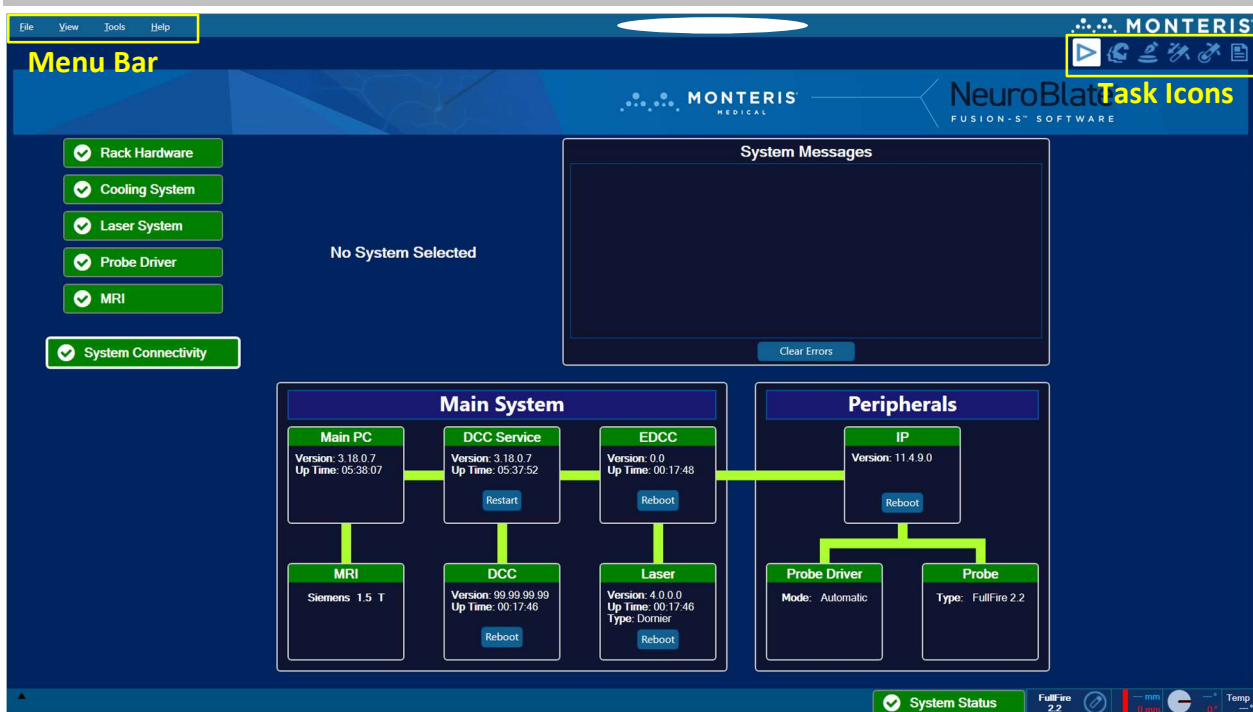 File View Tools Help
MONTERIS
Menu Bar
Task Icons
MONTERIS
MEDICAL
NeuroBlate
FUSION-S™ SOFTWARE
Rack Hardware
Cooling System
Laser System
Probe Driver
MRI
System Connectivity
No System Selected
System Messages
Clear Errors
Main System
Main PC
Version: 3.18.0.7
Up Time: 05:38:07
DCC Service
Version: 3.18.0.7
Up Time: 05:37:52
Restart
EDCC
Version: 0.0
Up Time: 00:17:48
Reboot
MRI
Siemens 1.5 T
DCC
Version: 99.99.99.99
Up Time: 00:17:46
Reboot
Laser
Version: 4.0.0.0
Up Time: 00:17:46
Type: Dornier
Reboot
Peripherals
IP
Version: 11.4.9.0
Reboot
Probe Driver
Mode: Automatic
Probe
Type: FullFire 2.2
System Status
FullFire
2.2
— mm
0 mm
—°
0°
Temp
—°